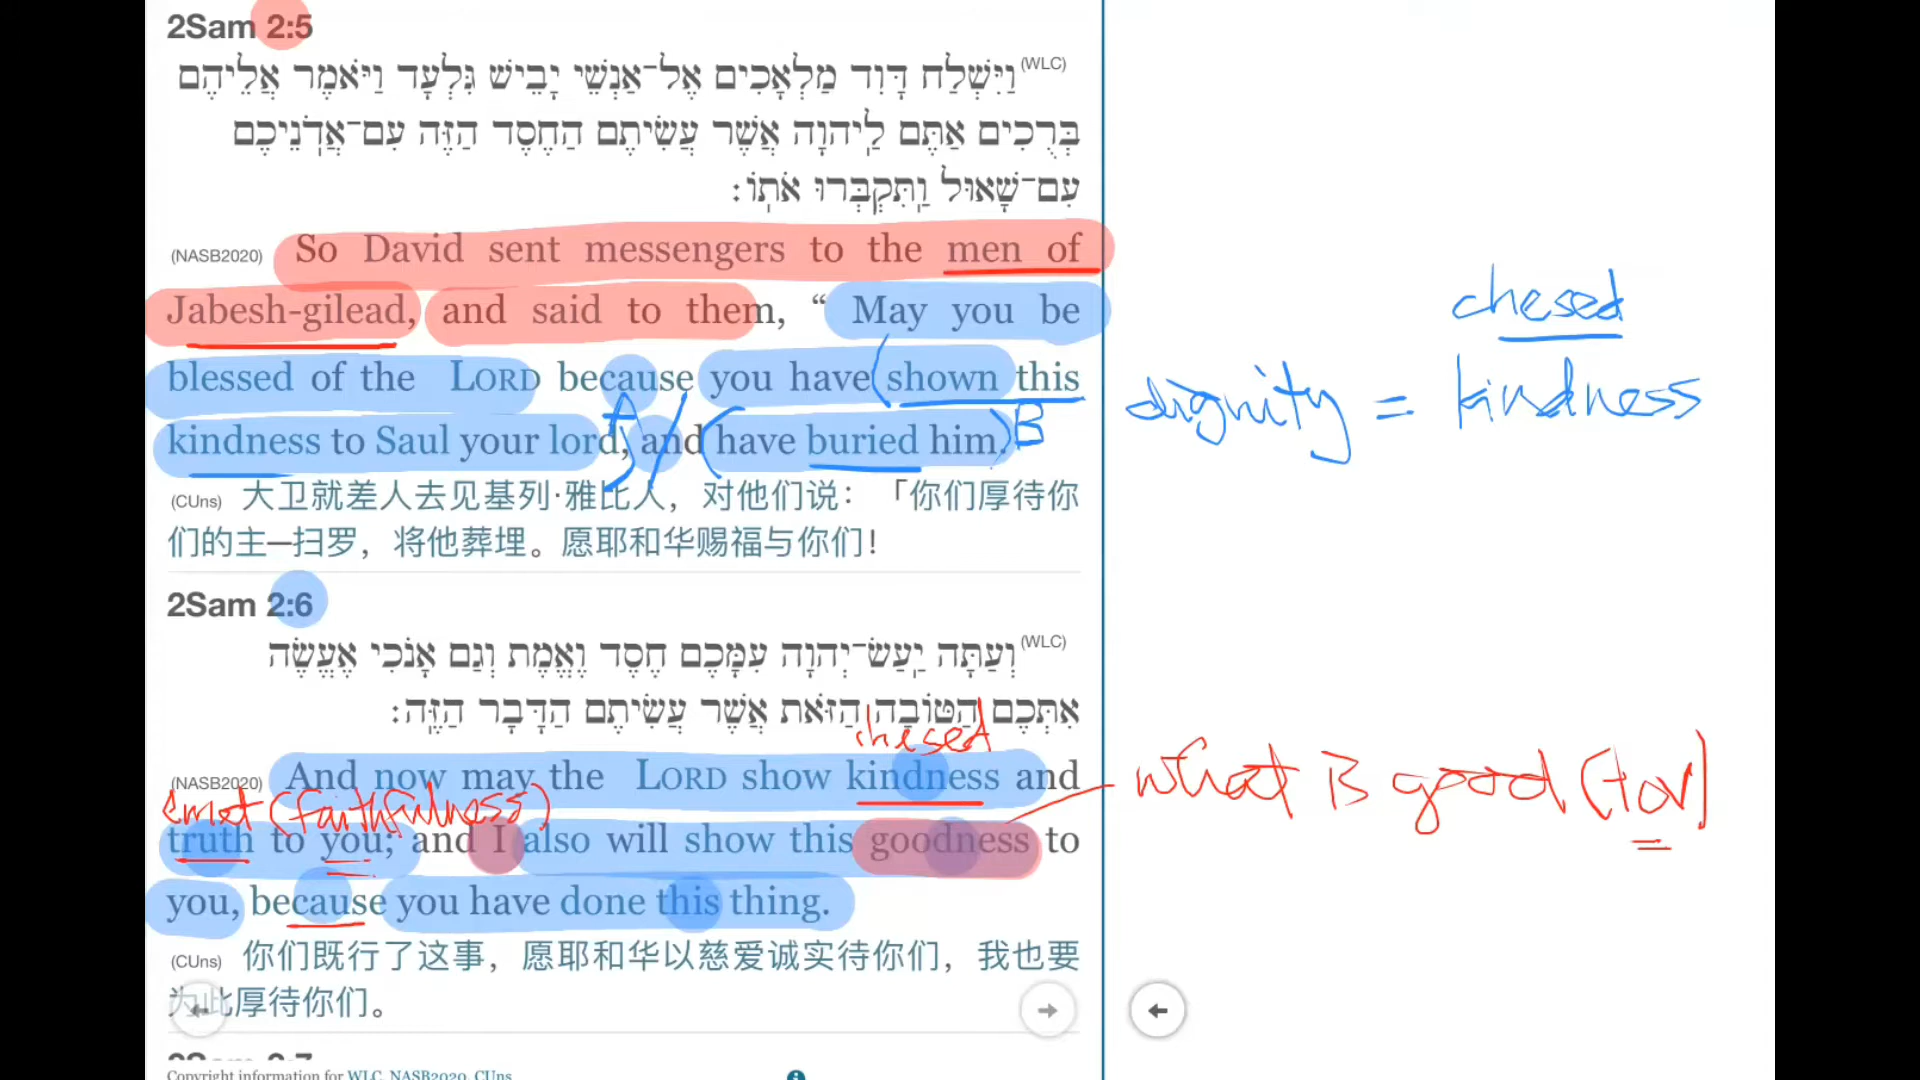 2Sam 2:5
(WLC) וַיִּשְׁלַח דָּוִד מַלְאָכִים אֶל־אַנְשֵׁי יָבֵישׁ גִּלְעָד וַיֹּאמֶר אֲלֵיהֶם
בְּרֻכִים אַתֶּם לַיהוָה אֲשֶׁר עֲשִׂיתֶם הַחֶסֶד הַזֶּה עִם־אֲדֹנֵיכֶם
עִם־שָׁאוּל וַתִּקְבְּרוּ אֹתוֹ׃
(NASB2020) So David sent messengers to the men of
Jabesh-gilead, and said to them, “ May you be
blessed of the LORD because you have shown this
kindness to Saul your lord, and have buried him.
A
B
(CUns) 大卫就差人去见基列·雅比人，对他们说：「你们厚待你
们的主─扫罗，将他葬埋。愿耶和华赐福与你们！
chesed
dignity = kindness
2Sam 2:6
(WLC) וְעַתָּה יַעַשׂ־יְהוָה עִמָּכֶם חֶסֶד וֶאֱמֶת וְגַם אָנֹכִי אֶעֱשֶׂה
אִתְּכֶם הַטּוֹבָה הַזֹּאת אֲשֶׁר עֲשִׂיתֶם הַדָּבָר הַזֶּה׃
chesed
(NASB2020) And now may the LORD show kindness and
emet (faithfulness)
truth to you; and I also will show this goodness to
you, because you have done this thing.
what is good (tov)
(CUns) 你们既行了这事，愿耶和华以慈爱诚实待你们，我也要
为此厚待你们。
2Sam 2:7
Copyright information for WLC, NASB2020, CUns